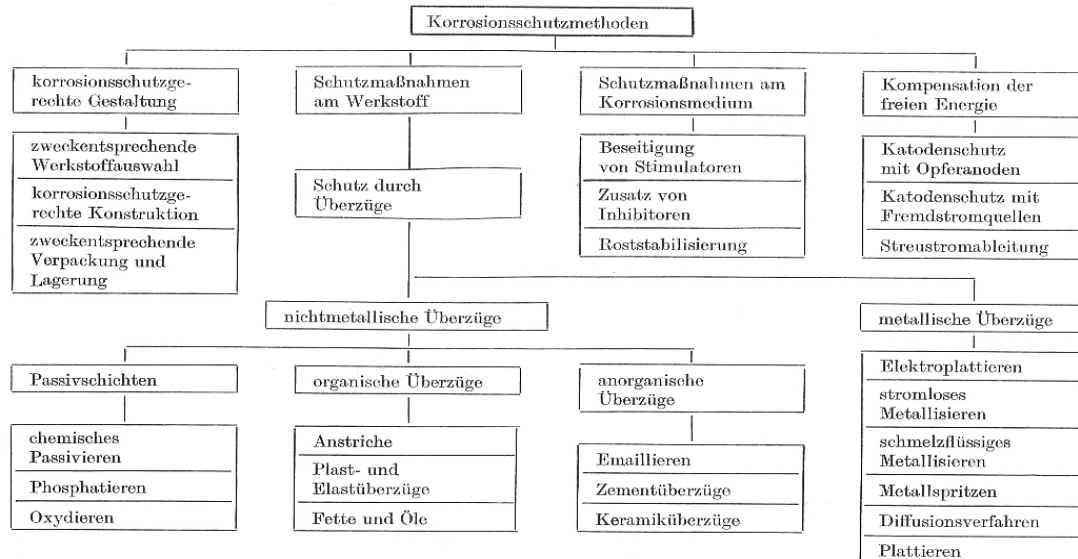 Korrosionsschutzmethoden
korrosionsschutzge-
rechte Gestaltung
zweckentsprechende
Werkstoffauswahl
korrosionsschutzge-
rechte Konstruktion
zweckentsprechende
Verpackung und
Lagerung
Schutzmaßnahmen
am Werkstoff
Schutz durch
Überzüge
Schutzmaßnahmen am
Korrosionsmedium
Beseitigung
von Stimulatoren
Zusatz von
Inhibitoren
Roststabilisierung
Kompensation der
freien Energie
Katodenschutz
mit Opferanoden
Katodenschutz mit
Fremdstromquellen
Streustromableitung
nichtmetallische Überzüge
metallische Überzüge
Passivschichten
chemisches
Passivieren
Phosphatieren
Oxydieren
organische Überzüge
Anstriche
Plast- und
Elastüberzüge
Fette und Öle
anorganische
Überzüge
Emaillieren
Zementüberzüge
Keramiküberzüge
Elektroplattieren
stromloses
Metallisieren
schmelzflüssiges
Metallisieren
Metallspritzen
Diffusionsverfahren
Plattieren